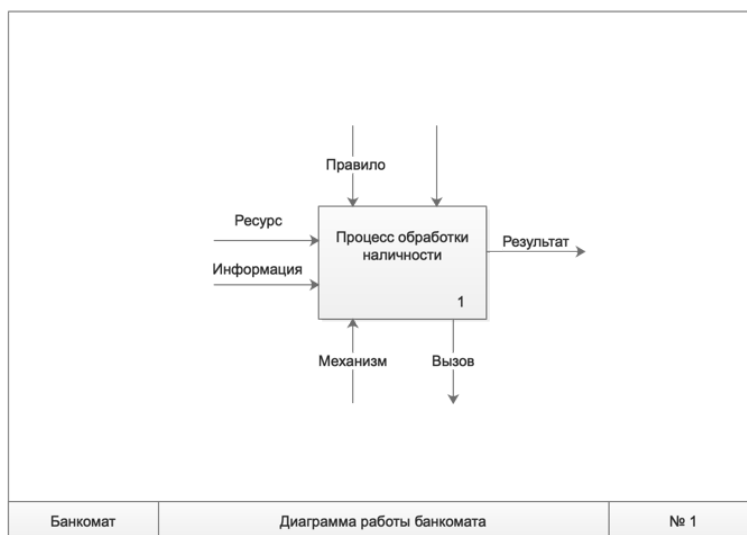 Правило
Ресурс
Процесс обработки
наличности
Результат
Информация
1
Механизм
Вызов
Банкомат
Диаграмма работы банкомата
№ 1